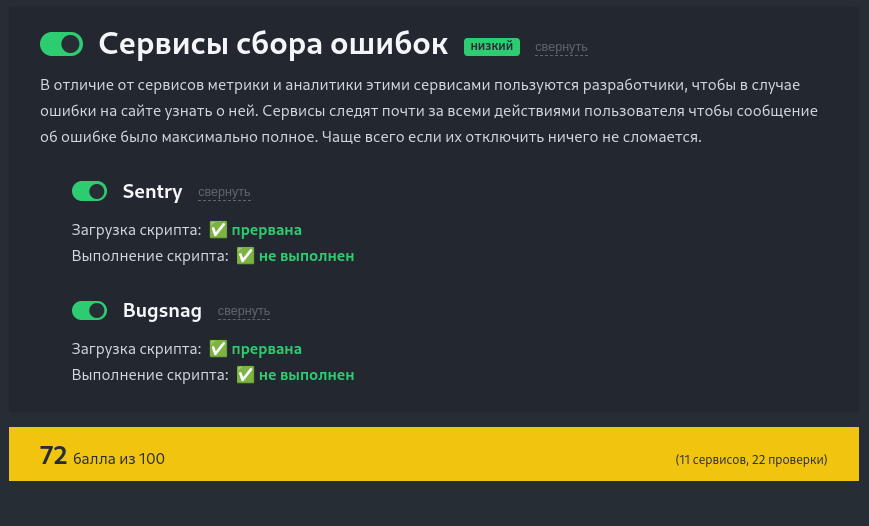 Сервисы сбора ошибок низкий свернуть
В отличие от сервисов метрики и аналитики этими сервисами пользуются разработчики, чтобы в случае
ошибки на сайте узнать о ней. Сервисы следят почти за всеми действиями пользователя чтобы сообщение
об ошибке было максимально полное. Чаще всего если их отключить ничего не сломается.
Sentry свернуть
Загрузка скрипта: ✅ прервана
Выполнение скрипта: ✅ не выполнен
Bugsnag свернуть
Загрузка скрипта: ✅ прервана
Выполнение скрипта: ✅ не выполнен
72 балла из 100 (11 сервисов, 22 проверки)